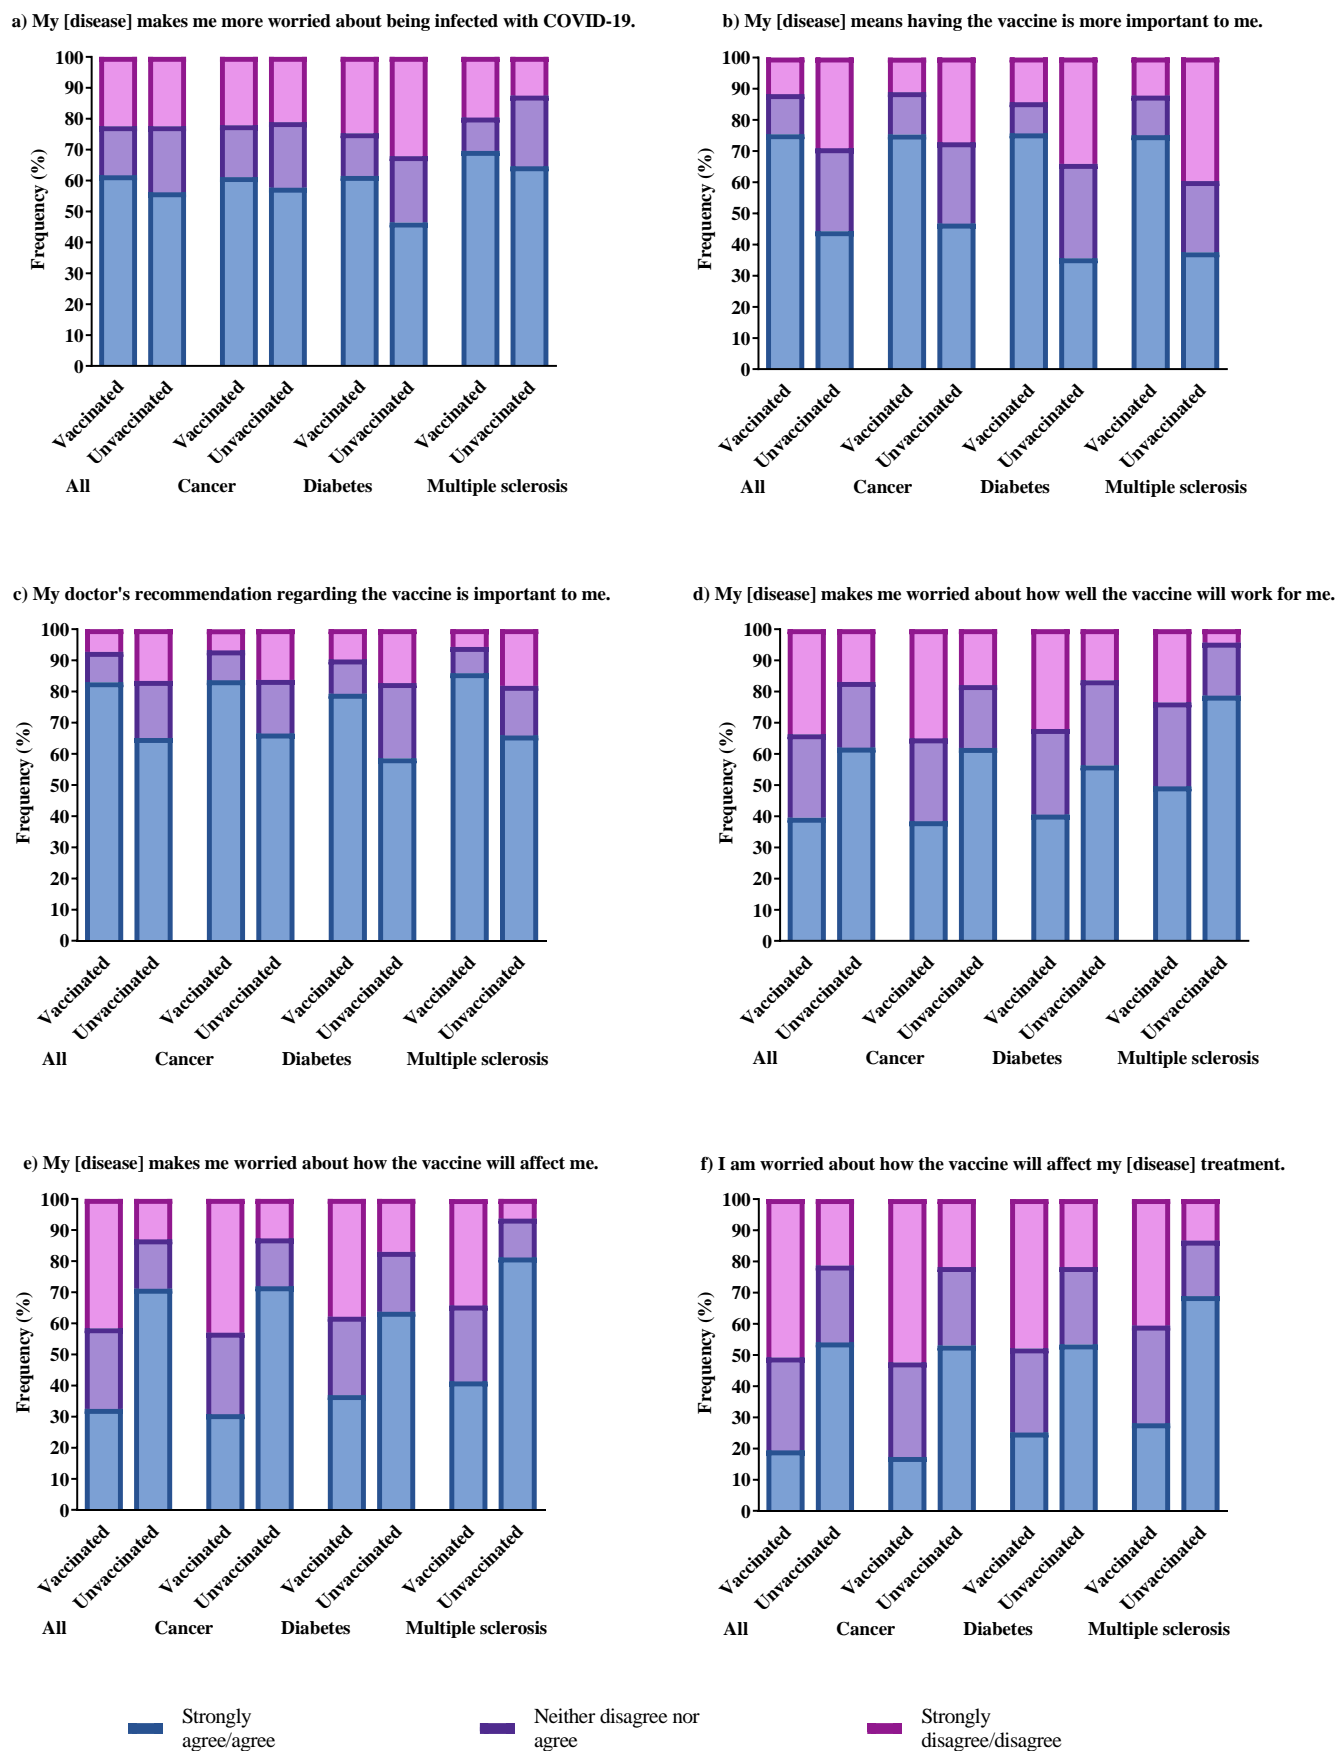 a) My [disease] makes me more worried about being infected with COVID-19.
Frequency (%)
100
90
80
70
60
50
40
30
20
10
0
Vaccinated
Unvaccinated
Vaccinated
Unvaccinated
Vaccinated
Unvaccinated
Vaccinated
Unvaccinated
All Cancer Diabetes Multiple sclerosis
b) My [disease] means having the vaccine is more important to me.
Frequency (%)
100
90
80
70
60
50
40
30
20
10
0
Vaccinated
Unvaccinated
Vaccinated
Unvaccinated
Vaccinated
Unvaccinated
Vaccinated
Unvaccinated
All Cancer Diabetes Multiple sclerosis
c) My doctor's recommendation regarding the vaccine is important to me.
Frequency (%)
100
90
80
70
60
50
40
30
20
10
0
Vaccinated
Unvaccinated
Vaccinated
Unvaccinated
Vaccinated
Unvaccinated
Vaccinated
Unvaccinated
All Cancer Diabetes Multiple sclerosis
d) My [disease] makes me worried about how well the vaccine will work for me.
Frequency (%)
100
90
80
70
60
50
40
30
20
10
0
Vaccinated
Unvaccinated
Vaccinated
Unvaccinated
Vaccinated
Unvaccinated
Vaccinated
Unvaccinated
All Cancer Diabetes Multiple sclerosis
e) My [disease] makes me worried about how the vaccine will affect me.
Frequency (%)
100
90
80
70
60
50
40
30
20
10
0
Vaccinated
Unvaccinated
Vaccinated
Unvaccinated
Vaccinated
Unvaccinated
Vaccinated
Unvaccinated
All Cancer Diabetes Multiple sclerosis
f) I am worried about how the vaccine will affect my [disease] treatment.
Frequency (%)
100
90
80
70
60
50
40
30
20
10
0
Vaccinated
Unvaccinated
Vaccinated
Unvaccinated
Vaccinated
Unvaccinated
Vaccinated
Unvaccinated
All Cancer Diabetes Multiple sclerosis
Strongly
agree/agree
Neither disagree nor
agree
Strongly
disagree/disagree